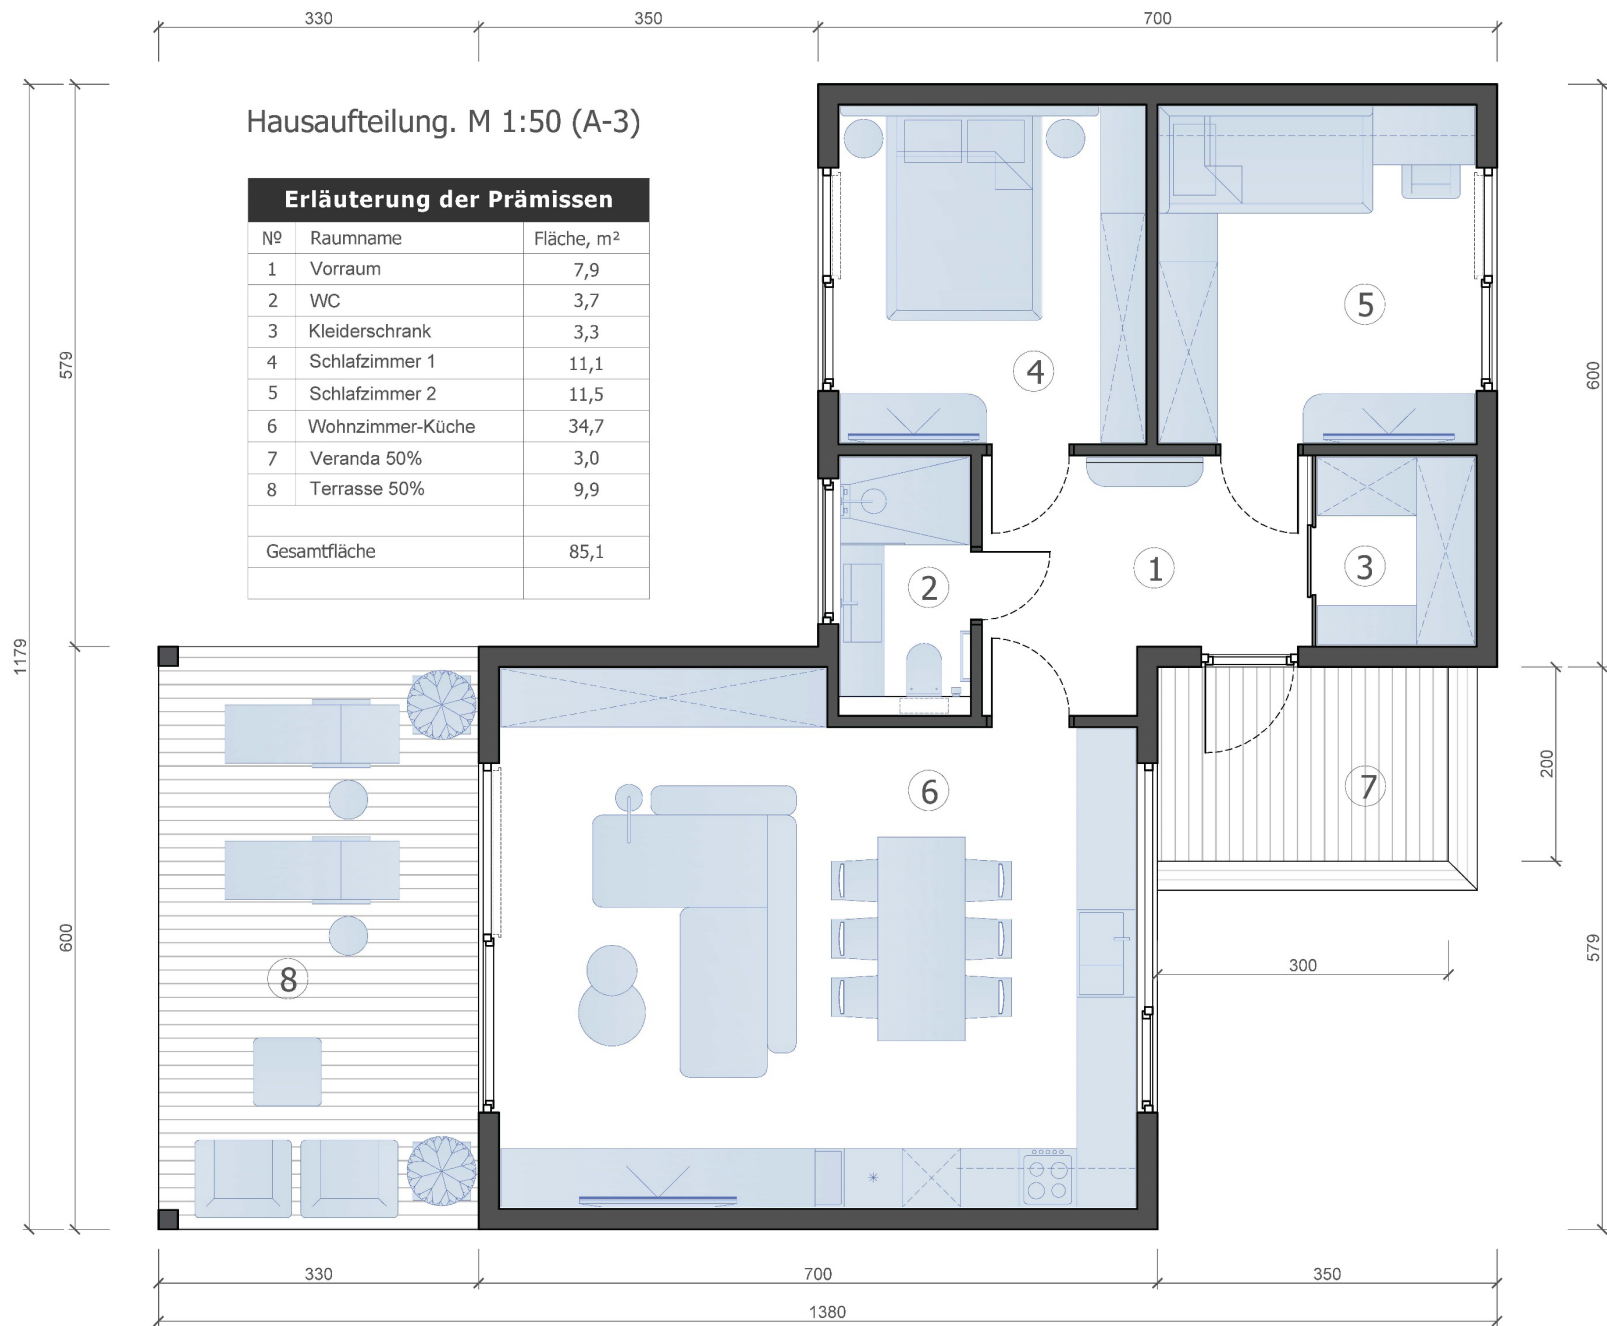 330 350 700
Hausaufteilung. M 1:50 (A-3)
Erläuterung der Prämissen
Nº Raumname Fläche, m²
1 Vorraum 7,9
2 WC 3,7
3 Kleiderschrank 3,3
4 Schlafzimmer 1 11,1
5 Schlafzimmer 2 11,5
6 Wohnzimmer-Küche 34,7
7 Veranda 50% 3,0
8 Terrasse 50% 9,9
Gesamtfläche 85,1
5
4
579
600
1
3
2
1179
200
7
6
600
579
300
8
330 700 350
1380